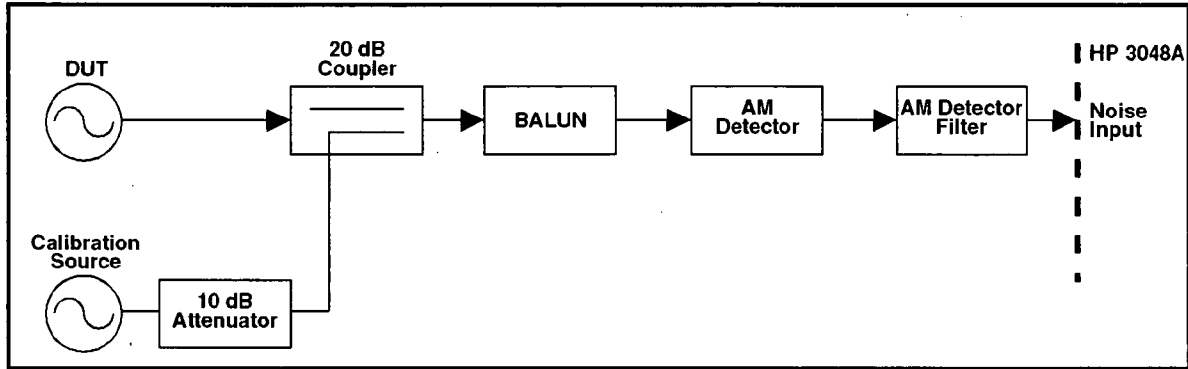 DUT
20 dB
Coupler
BALUN
AM
Detector
AM Detector
Filter
HP 3048A
Noise
Input
Calibration
Source
10 dB
Attenuator